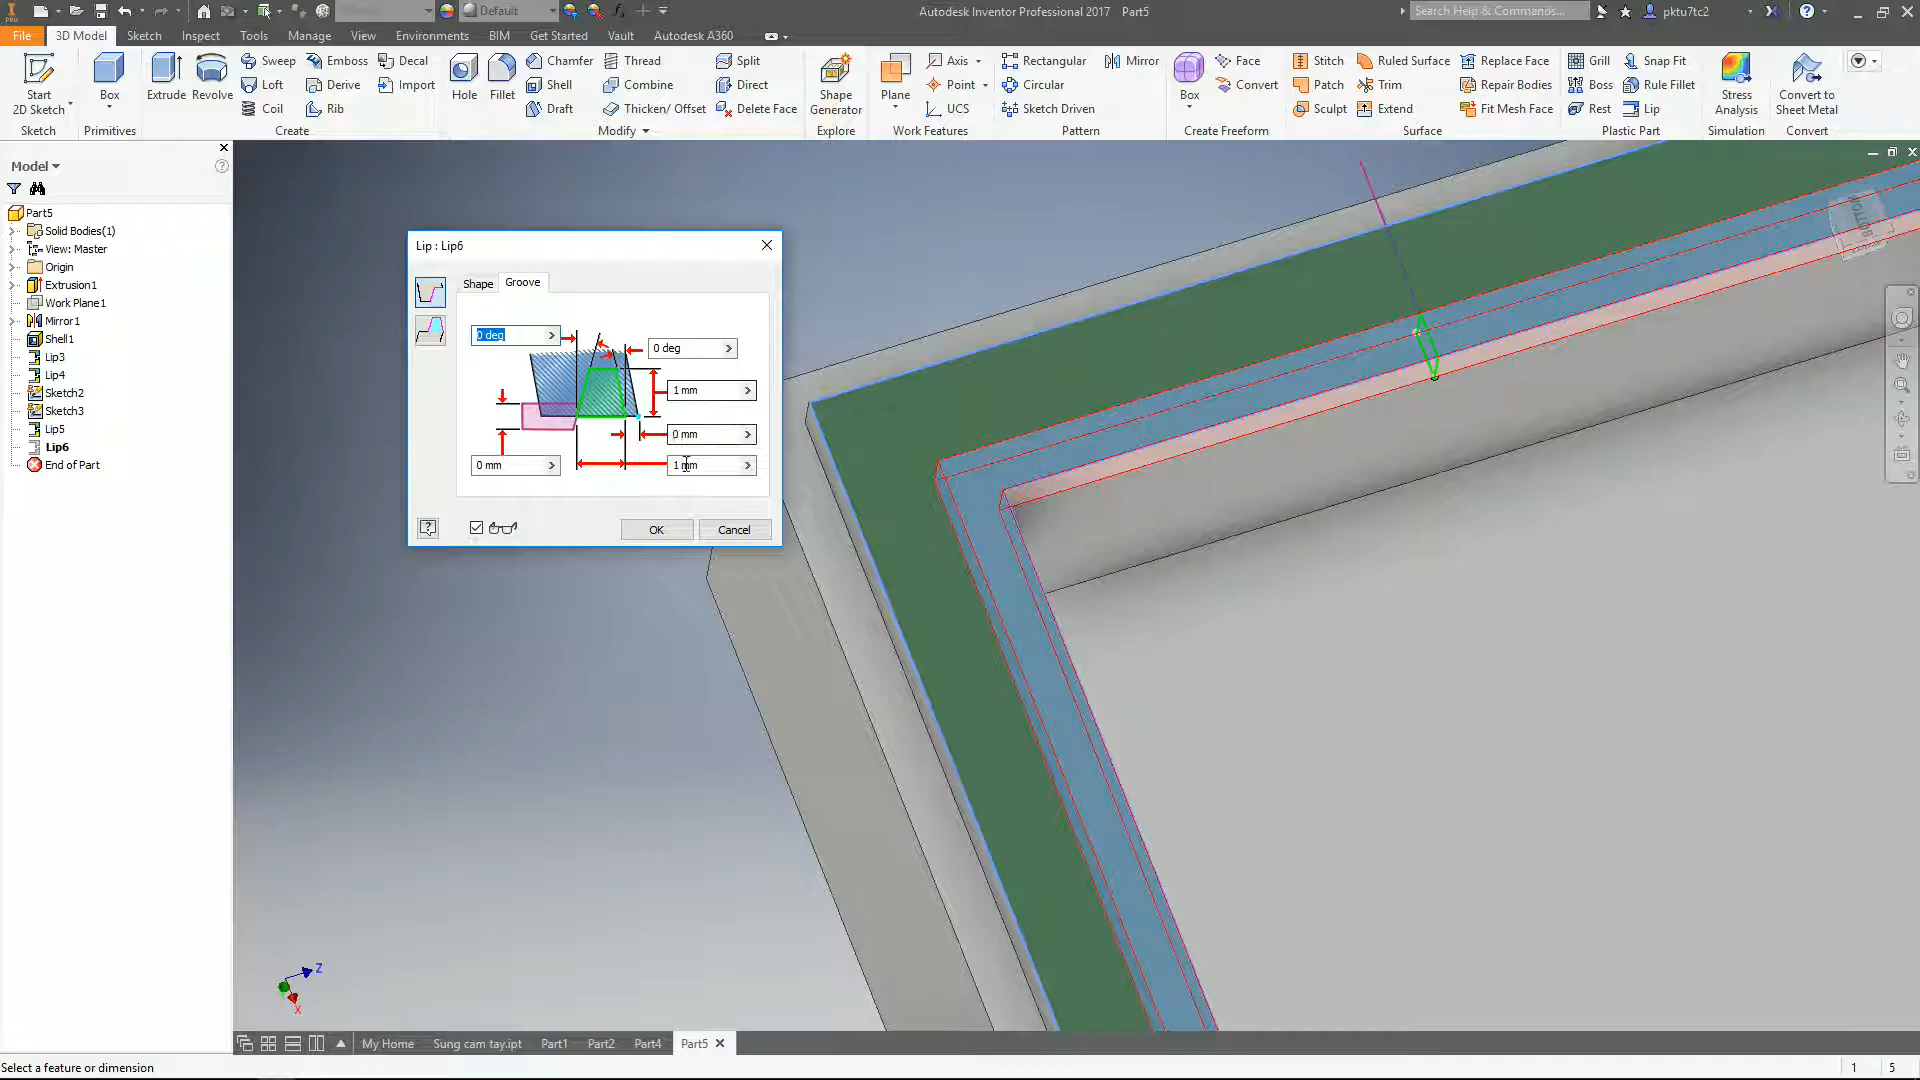 PRO
Default
Autodesk Inventor Professional 2017 Part5
Search Help & Commands...
pktu7tc2
File
3D Model
Sketch
Inspect
Tools
Manage
View
Environments
BIM
Get Started
Vault
Autodesk A360
Start
2D Sketch
Sketch
Box
Primitives
Extrude
Revolve
Sweep
Loft
Coil
Emboss
Derive
Rib
Decal
Import
Create
Hole
Fillet
Chamfer
Shell
Draft
Thread
Combine
Thicken/ Offset
Split
Direct
Delete Face
Modify
Shape
Generator
Explore
Plane
Axis
Point
UCS
Work Features
Rectangular
Circular
Sketch Driven
Mirror
Pattern
Box
Face
Convert
Create Freeform
Stitch
Patch
Sculpt
Ruled Surface
Trim
Extend
Replace Face
Repair Bodies
Fit Mesh Face
Surface
Grill
Boss
Rest
Snap Fit
Rule Fillet
Lip
Plastic Part
Stress
Analysis
Simulation
Convert to
Sheet Metal
Convert
Model
Part5
Solid Bodies(1)
View: Master
Origin
Extrusion1
Work Plane1
Mirror1
Shell1
Lip3
Lip4
Sketch2
Sketch3
Lip5
Lip6
End of Part
Lip : Lip6
Shape
Groove
0 deg
0 deg
1 mm
0 mm
0 mm
1 mm
OK
Cancel
BOTTOM
Z
X
My Home
Sung cam tay.ipt
Part1
Part2
Part4
Part5
Select a feature or dimension
1
5